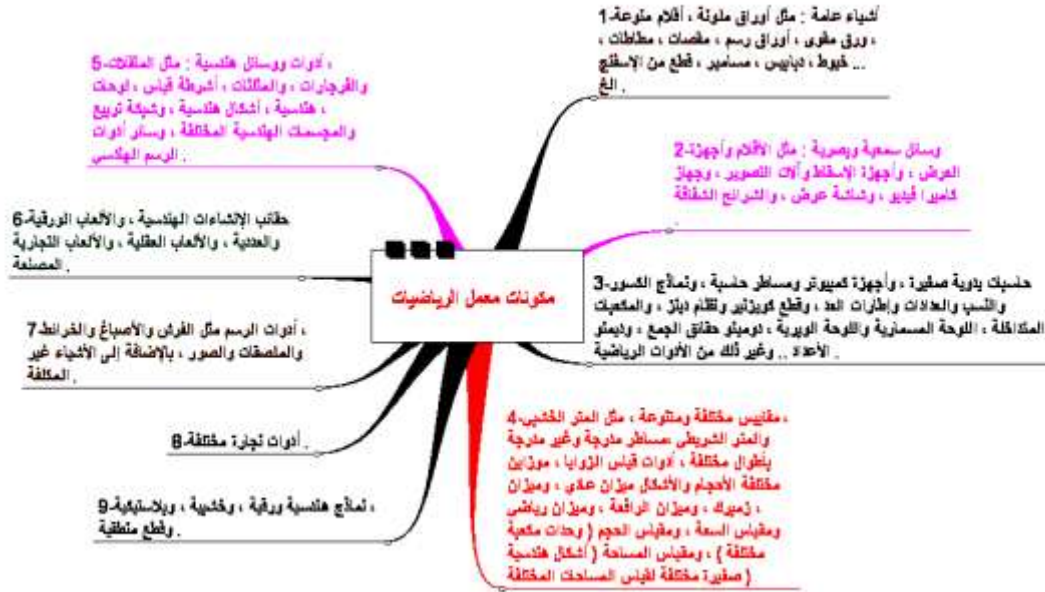 مكونات معمل الرياضيات
1-أشياء عامة : مثل أوراق ملونة ، أقلام منوعة
، ورق مقوى ، أوراق رسم ، مقصات ، مطاطات ،
خيوط ، دبابيس ، مسامير ، قطع من الإسفنج ...
الخ .
2-وسائل سمعية وبصرية : مثل الأفلام وأجهزة
العرض ، وأجهزة الإسقاط وآلات التصوير ، وجهاز
كاميرا فيديو ، وشاشة عرض ، والشرائح الشفافة
.
3-حاسبات يدوية صغيرة ، وأجهزة كمبيوتر ومساطر حاسبة ، ونماذج الكسور
والنسب والعدادات وإطارات العد ، وقطع كويزنير ونظام دينز ، والمكعبات
المتداخلة ، اللوحة المسمارية واللوحة الوبرية ، دومينو حقائق الجمع ، ودومينو
الأعداد .. وغير ذلك من الأدوات الرياضية .
4-مقاييس مختلفة ومتنوعة ، مثل المتر الخشبي ،
والمتر الشريطي ،مساطر مدرجة وغير مدرجة
بأطوال مختلفة ، أدوات قياس الزوايا ، موزاين
مختلفة الأحجام والأشكال ميزان عادي ، وميزان
زمبرك ، وميزان الرافعة ، وميزان رياضي ،
ومقياس السعة ، ومقياس الحجم ( وحدات مكعبة
مختلفة ) ، ومقياس المساحة ( أشكال هندسية
صغيرة مختلفة لقياس المساحات المختلفة )
5-أدوات ووسائل هندسية : مثل المناقلات ،
والفرجارات ، والمثلثات ، أشرطة قياس ، لوحات
هندسية ، أشكال هندسية ، وشبكة تربيع ،
والمجسمات الهندسية المختلفة ، وسائر أدوات
الرسم الهندسي .
6-حقائب الإنشاءات الهندسية ، والألعاب الورقية
والعددية ، والألعاب العقلية ، والألعاب التجارية
المصنعة .
7-أدوات الرسم مثل الفرش والأصباغ والخرائط ،
والملصقات والصور ، بالإضافة إلى الأشياء غير
المكلفة .
8-أدوات نجارة مختلفة .
9-نماذج هندسية ورقية ، وخشبية ، وبلاستيكية ،
وقطع منطقية .